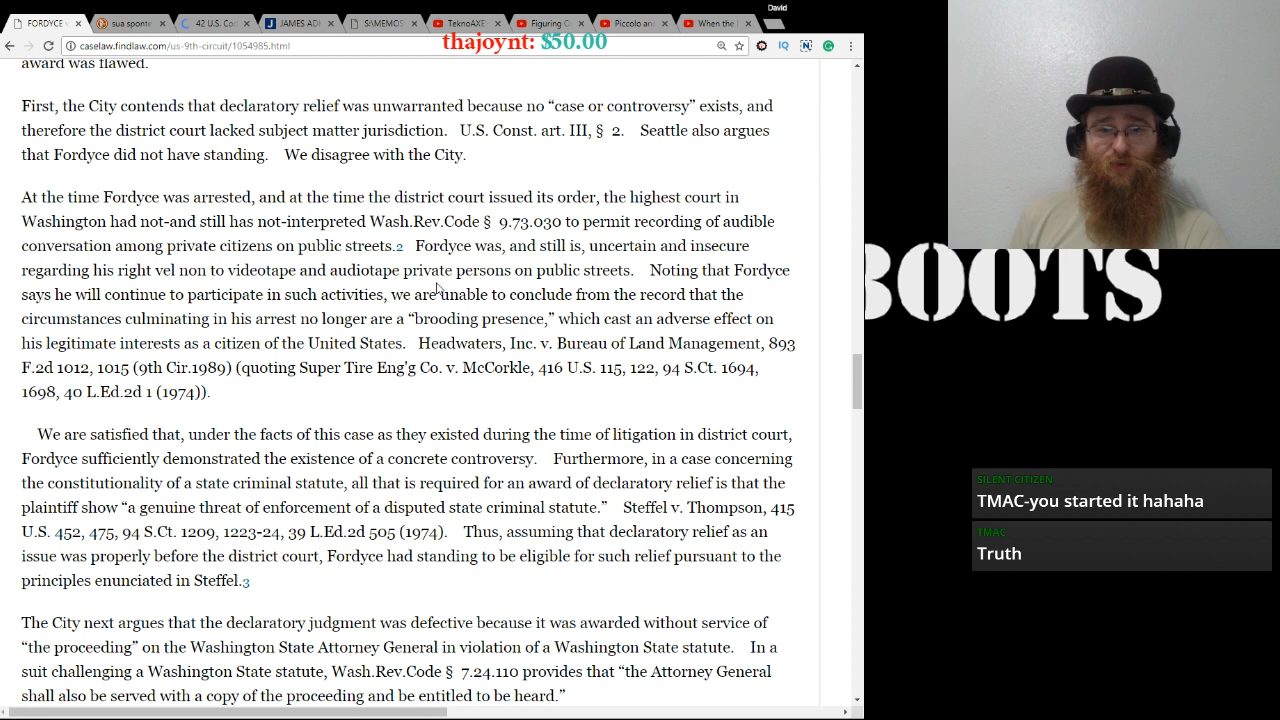 David
FORDYCE v
sua sponte
42 U.S. Co
JAMES ADI
S:\MEMOS
TeknoAXE
Figuring O
Piccolo an
When the
caselaw.findlaw.com/us-9th-circuit/1054985.html
IQ
thajoynt: $50.00
award was flawed.
First, the City contends that declaratory relief was unwarranted because no “case or controversy” exists, and
therefore the district court lacked subject matter jurisdiction. U.S. Const. art. III, § 2. Seattle also argues
that Fordyce did not have standing. We disagree with the City.
At the time Fordyce was arrested, and at the time the district court issued its order, the highest court in
Washington had not-and still has not-interpreted Wash.Rev.Code § 9.73.030 to permit recording of audible
conversation among private citizens on public streets.2 Fordyce was, and still is, uncertain and insecure
regarding his right vel non to videotape and audiotape private persons on public streets. Noting that Fordyce
says he will continue to participate in such activities, we are unable to conclude from the record that the
circumstances culminating in his arrest no longer are a “brooding presence,” which cast an adverse effect on
his legitimate interests as a citizen of the United States. Headwaters, Inc. v. Bureau of Land Management, 893
F.2d 1012, 1015 (9th Cir.1989) (quoting Super Tire Eng'g Co. v. McCorkle, 416 U.S. 115, 122, 94 S.Ct. 1694,
1698, 40 L.Ed.2d 1 (1974)).
We are satisfied that, under the facts of this case as they existed during the time of litigation in district court,
Fordyce sufficiently demonstrated the existence of a concrete controversy. Furthermore, in a case concerning
the constitutionality of a state criminal statute, all that is required for an award of declaratory relief is that the
plaintiff show “a genuine threat of enforcement of a disputed state criminal statute.” Steffel v. Thompson, 415
U.S. 452, 475, 94 S.Ct. 1209, 1223-24, 39 L.Ed.2d 505 (1974). Thus, assuming that declaratory relief as an
issue was properly before the district court, Fordyce had standing to be eligible for such relief pursuant to the
principles enunciated in Steffel.3
The City next argues that the declaratory judgment was defective because it was awarded without service of
“the proceeding” on the Washington State Attorney General in violation of a Washington State statute. In a
suit challenging a Washington State statute, Wash.Rev.Code § 7.24.110 provides that “the Attorney General
shall also be served with a copy of the proceeding and be entitled to be heard.”
BOOTS
SILENT CITIZEN
TMAC-you started it hahaha
TMAC
Truth